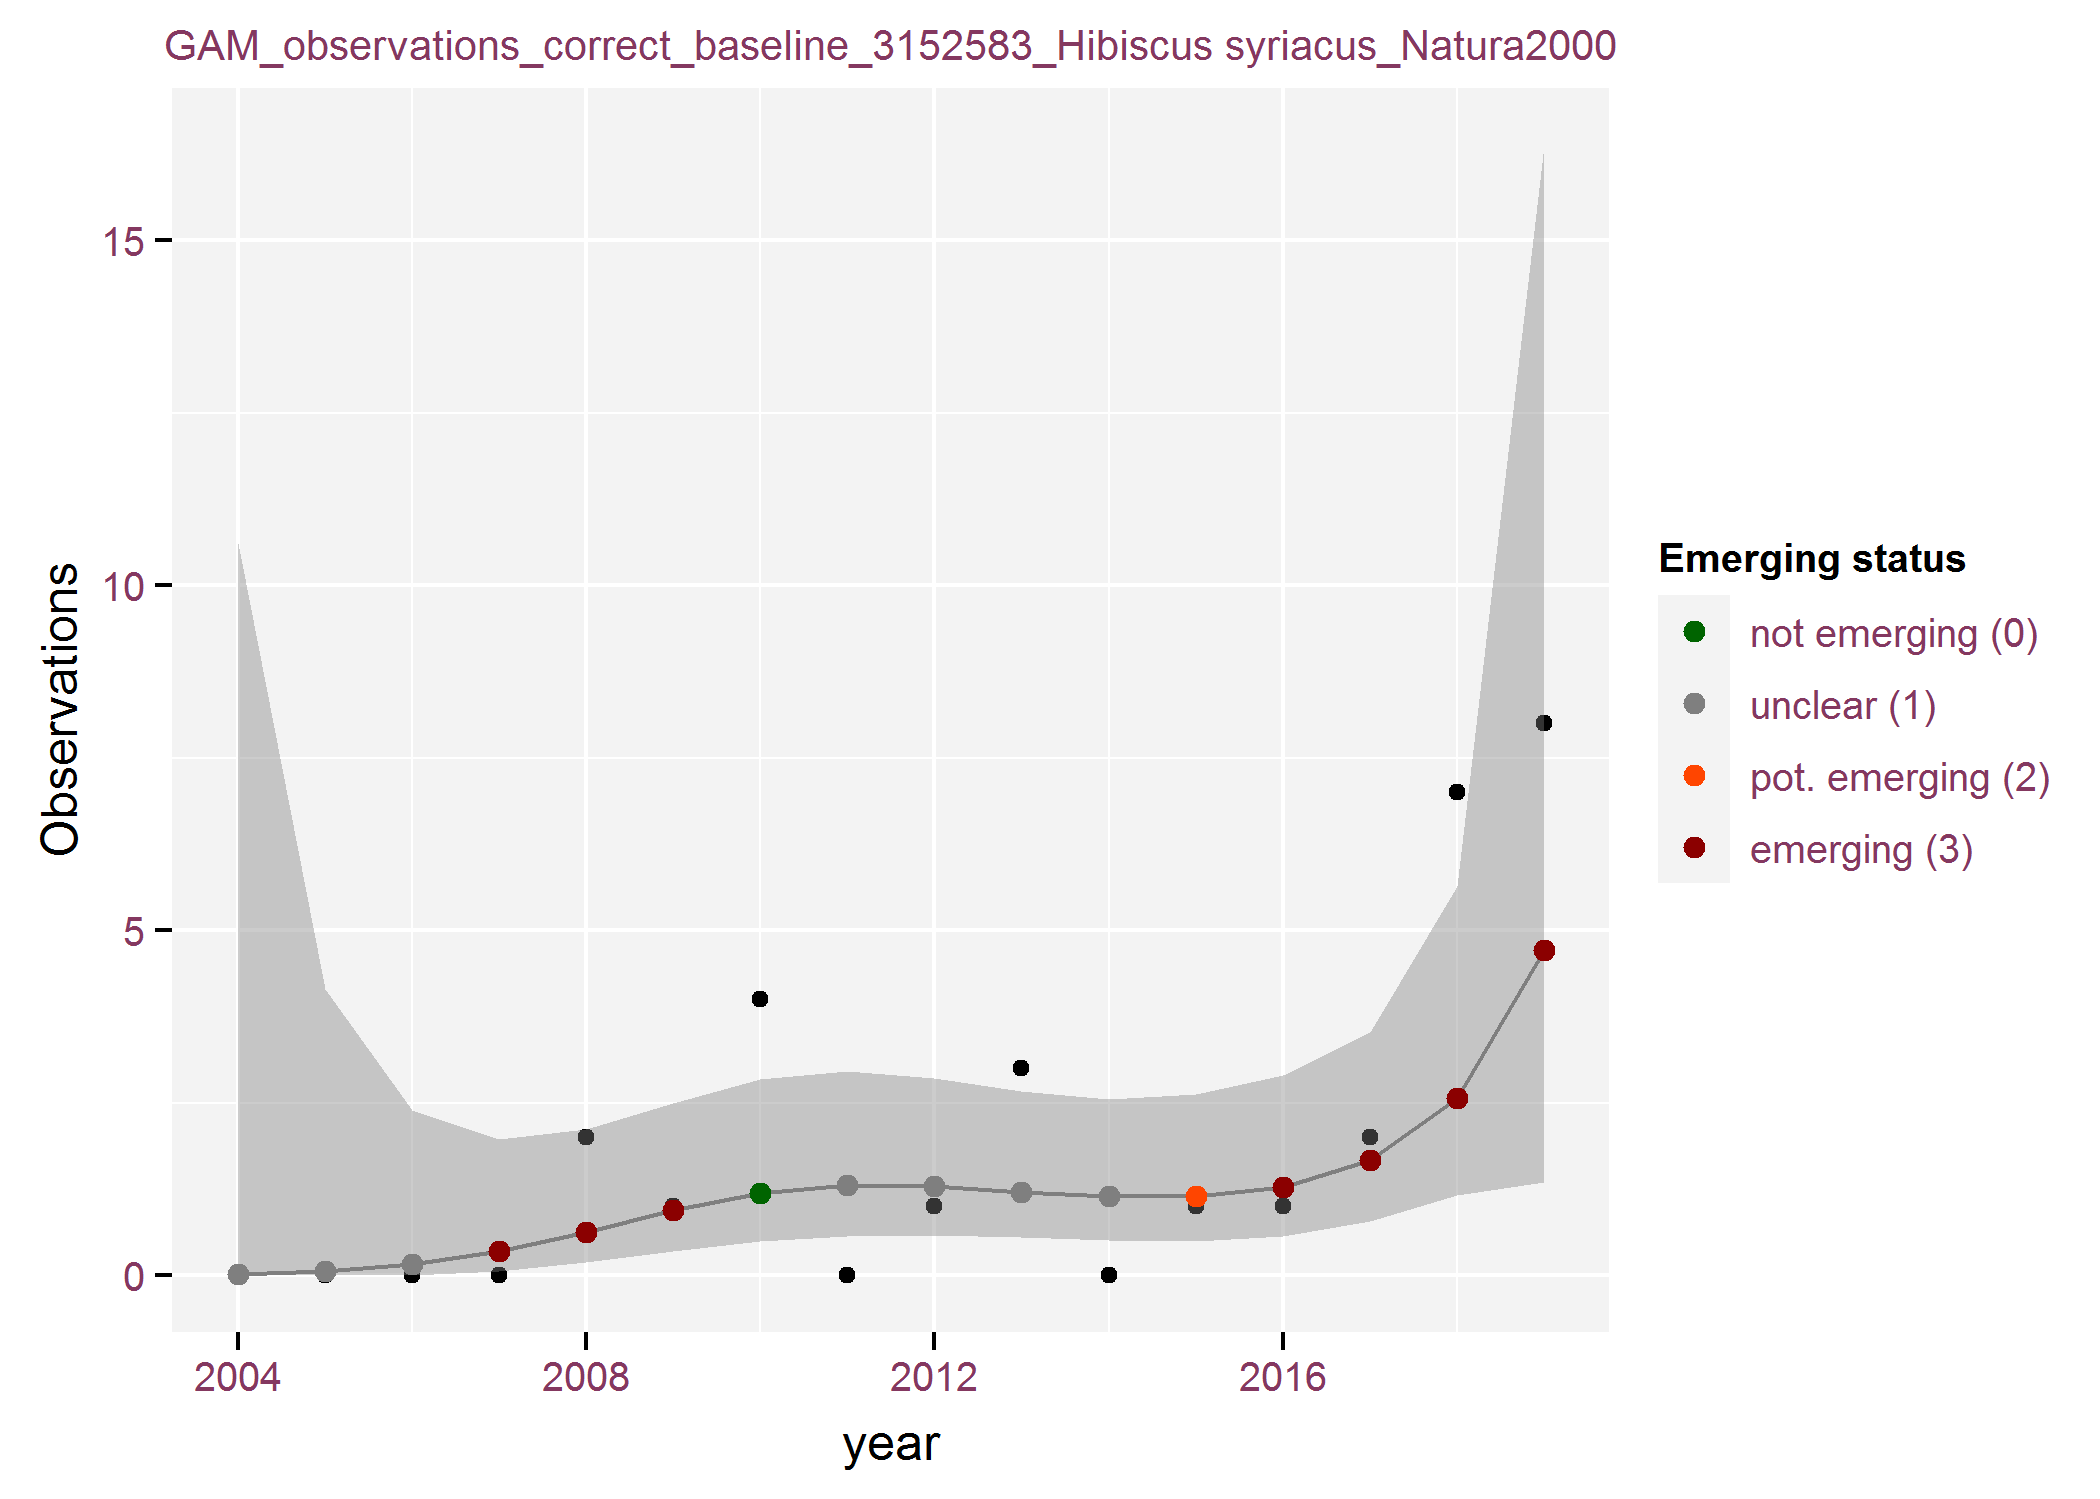 GAM_observations_correct_baseline_3152583_Hibiscus syriacus_Natura2000
15
10
5
0
Observations
2004 2008 2012 2016
year
Emerging status
not emerging (0)
unclear (1)
pot. emerging (2)
emerging (3)